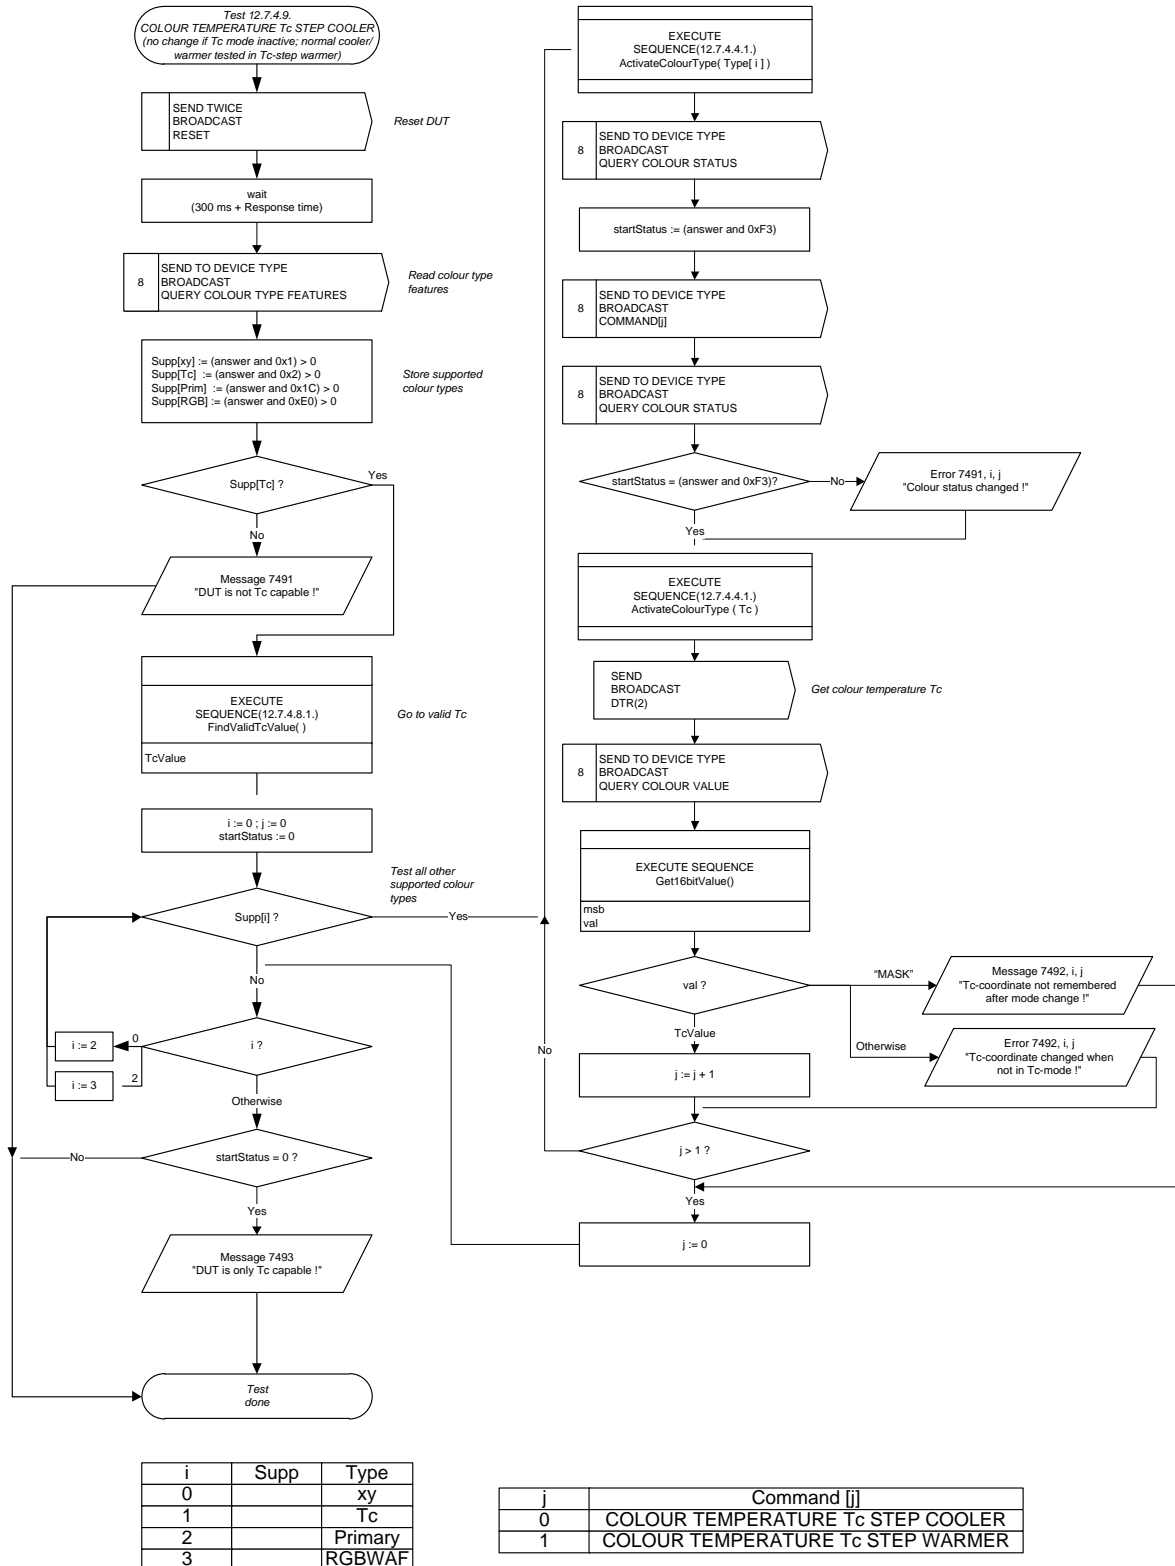 Test 12.7.4.9.
COLOUR TEMPERATURE Tc STEP COOLER
(no change if Tc mode inactive; normal cooler/
warmer tested in Tc-step warmer)
SEND TWICE
BROADCAST
RESET
Reset DUT
wait
(300 ms + Response time)
8
SEND TO DEVICE TYPE
BROADCAST
QUERY COLOUR TYPE FEATURES
Read colour type
features
Supp[xy] := (answer and 0x1) > 0
Supp[Tc] := (answer and 0x2) > 0
Supp[Prim] := (answer and 0x1C) > 0
Supp[RGB] := (answer and 0xE0) > 0
Store supported
colour types
Supp[Tc] ?
Yes
No
Message 7491
"DUT is not Tc capable !"
EXECUTE
SEQUENCE(12.7.4.8.1.)
FindValidTcValue( )
TcValue
Go to valid Tc
i := 0 ; j := 0
startStatus := 0
Test all other
supported colour
types
Supp[i] ?
Yes
No
i ?
0
i := 2
2
i := 3
Otherwise
startStatus = 0 ?
No
Yes
Message 7493
"DUT is only Tc capable !"
Test
done
EXECUTE
SEQUENCE(12.7.4.4.1.)
ActivateColourType( Type[ i ] )
8
SEND TO DEVICE TYPE
BROADCAST
QUERY COLOUR STATUS
startStatus := (answer and 0xF3)
8
SEND TO DEVICE TYPE
BROADCAST
COMMAND[j]
8
SEND TO DEVICE TYPE
BROADCAST
QUERY COLOUR STATUS
startStatus = (answer and 0xF3)?
No
Error 7491, i, j
"Colour status changed !"
Yes
EXECUTE
SEQUENCE(12.7.4.4.1.)
ActivateColourType ( Tc )
SEND
BROADCAST
DTR(2)
Get colour temperature Tc
8
SEND TO DEVICE TYPE
BROADCAST
QUERY COLOUR VALUE
EXECUTE SEQUENCE
Get16bitValue()
msb
val
val ?
“MASK”
Message 7492, i, j
"Tc-coordinate not remembered
after mode change !"
TcValue
Otherwise
Error 7492, i, j
"Tc-coordinate changed when
not in Tc-mode !"
No
j := j + 1
j > 1 ?
Yes
j := 0
i Supp Type
0 xy
1 Tc
2 Primary
3 RGBWAF
j Command [j]
0 COLOUR TEMPERATURE Tc STEP COOLER
1 COLOUR TEMPERATURE Tc STEP WARMER